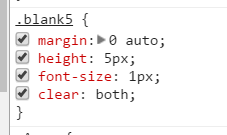 .blank5 {
margin:▶0 auto;
height: 5px;
font-size: 1px;
clear: both;
}